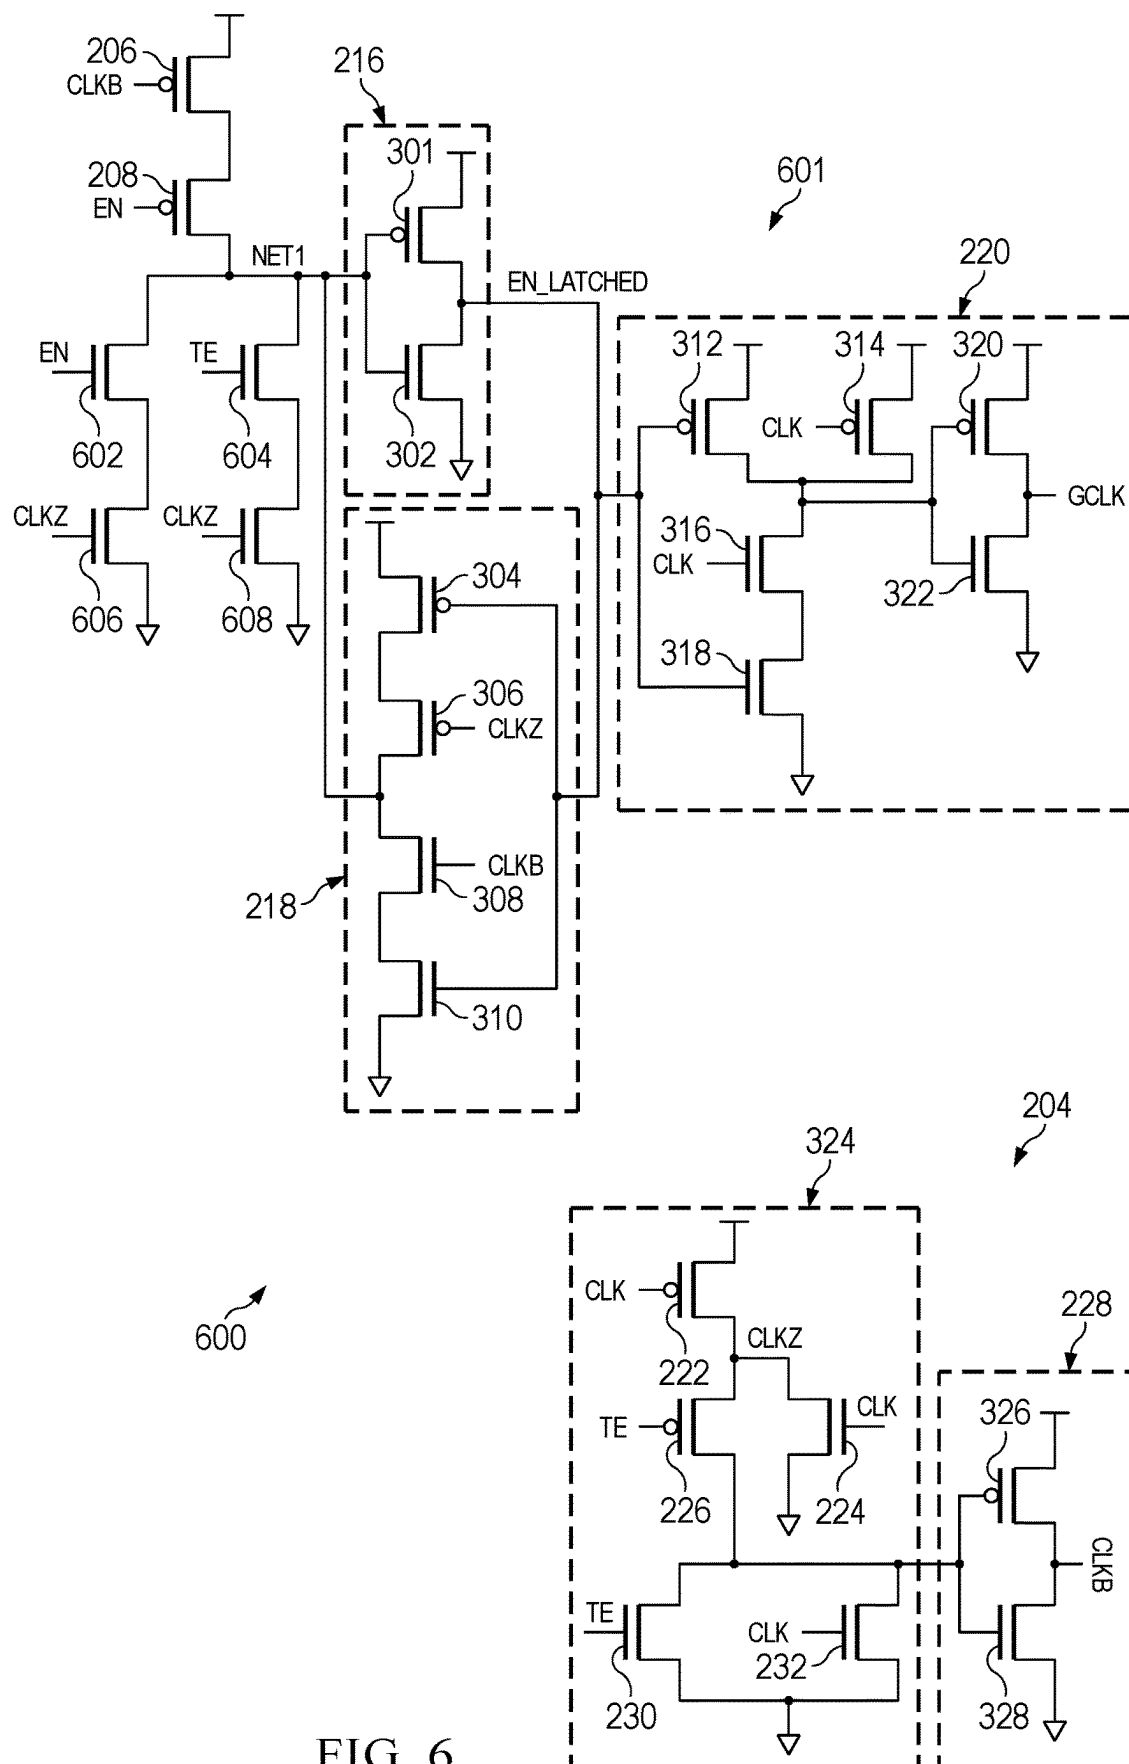 206
CLKB
216
301
208
EN
601
NET1
EN_LATCHED
220
312
314
320
EN
TE
CLK
602
604
302
GCLK
CLKZ
CLKZ
316
CLK
304
322
606
608
318
306
CLKZ
CLKB
218
308
310
204
324
CLK
228
600
CLKZ
222
326
TE
CLK
226
224
CLKB
TE
CLK
232
230
328
FIG. 6